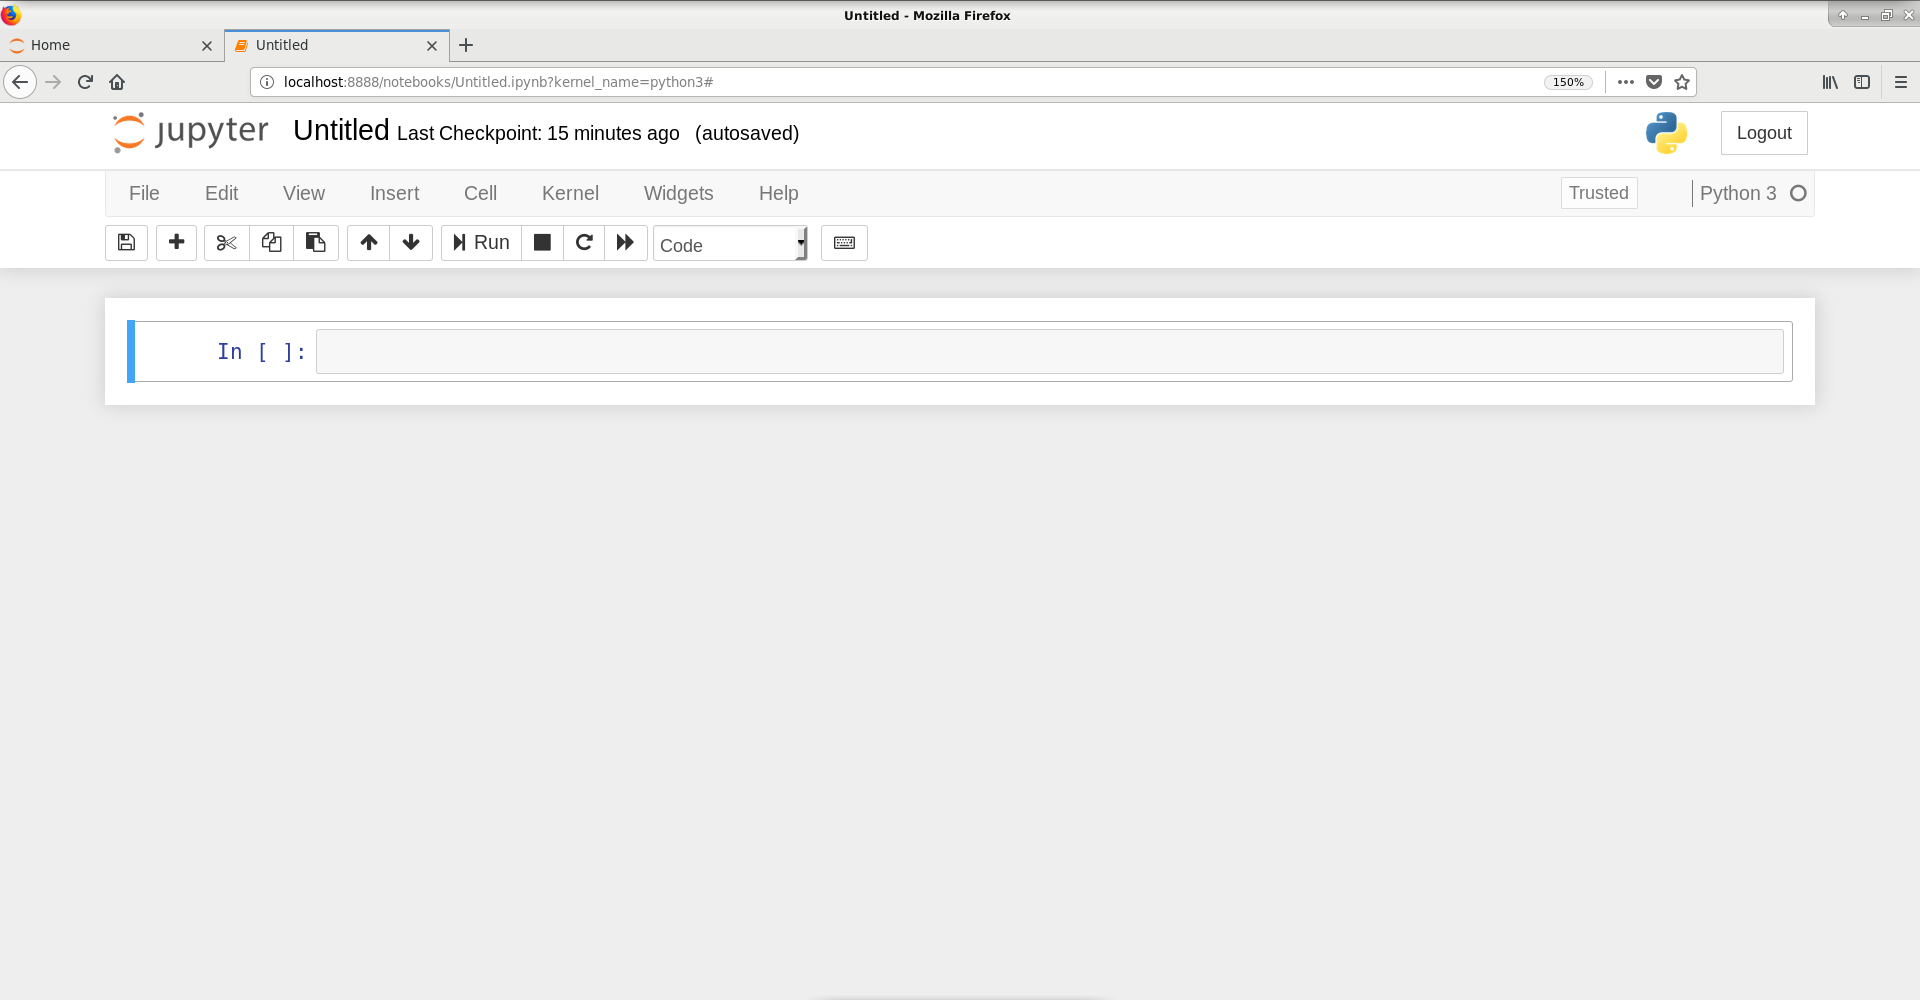 Untitled - Mozilla Firefox
Home
Untitled
localhost:8888/notebooks/Untitled.ipynb?kernel_name=python3#
150%
jupyter Untitled Last Checkpoint: 15 minutes ago (autosaved)
Logout
File Edit View Insert Cell Kernel Widgets Help
Trusted
Python 3
Run
Code
In [ ]: